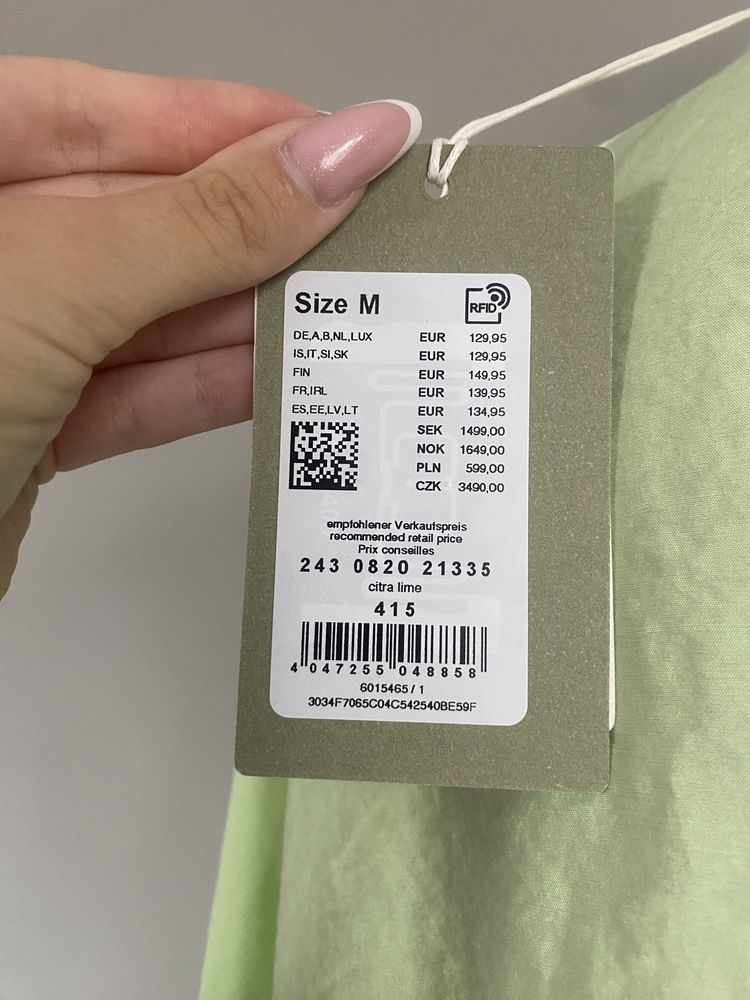 Size M
RFID
DE,A,B,NL,LUX EUR 129,95
IS,IT,SI,SK EUR 129,95
FIN EUR 149,95
FR,IRL EUR 139,95
ES,EE,LV,LT EUR 134,95
SEK 1499,00
NOK 1649,00
PLN 599,00
CZK 3490,00
empfohlener Verkaufspreis
recommended retail price
Prix conseilles
243 0820 21335
citra lime
415
4 047255 048858
6015465 / 1
3034F7065C04C542540BE59F